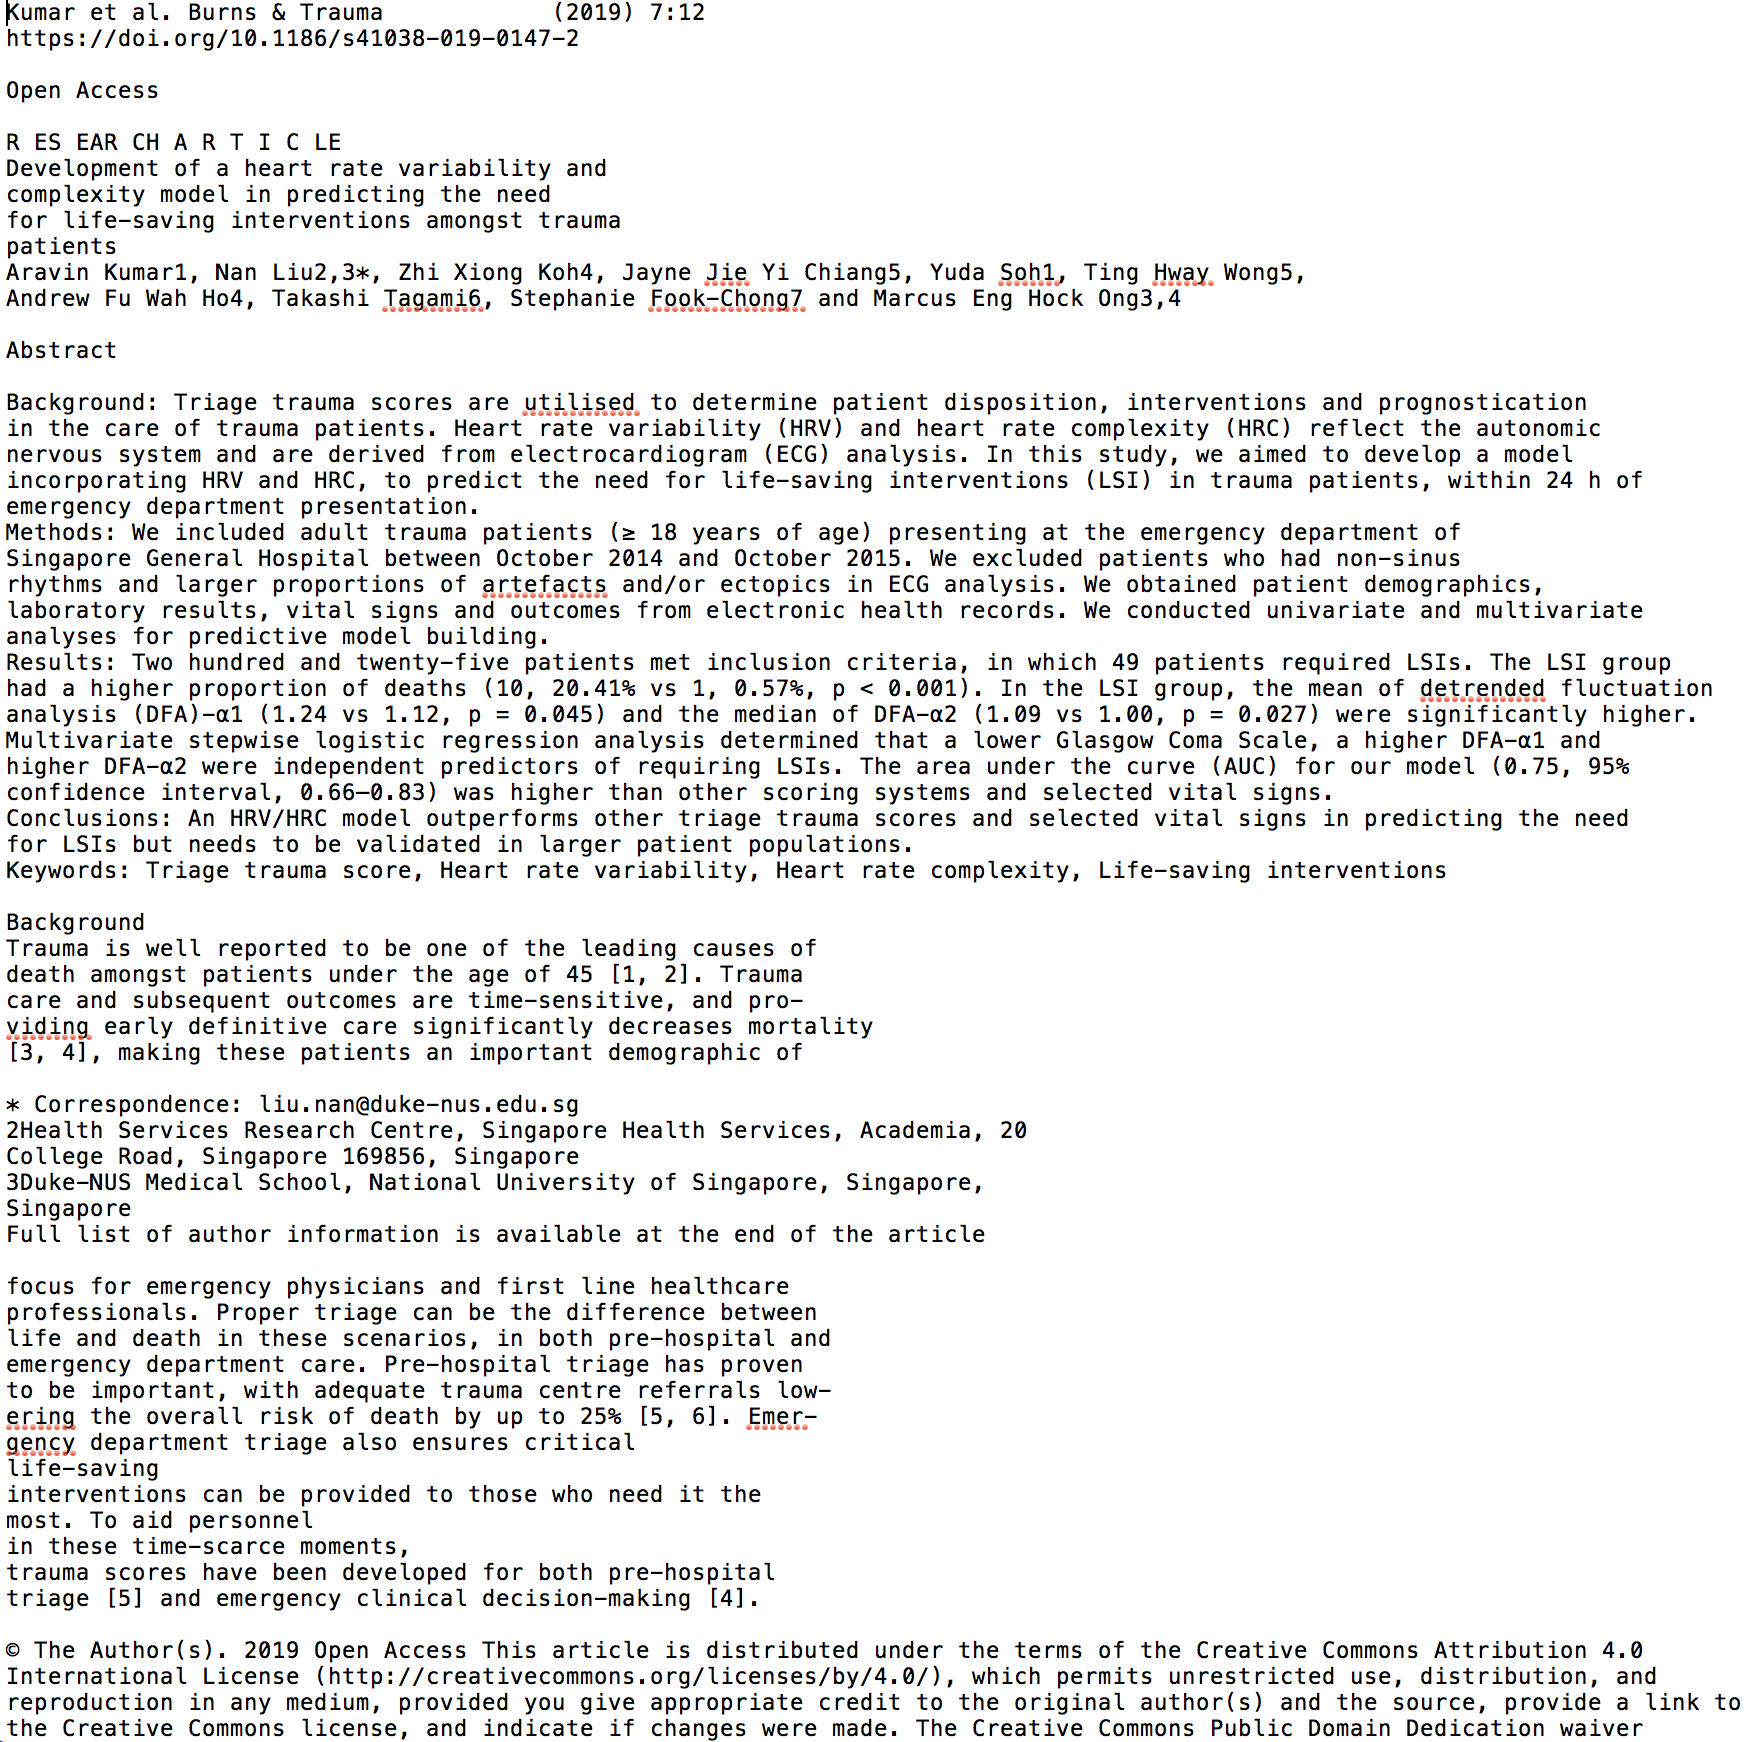 Kumar et al. Burns & Trauma (2019) 7:12
https://doi.org/10.1186/s41038-019-0147-2
Open Access
R ES EAR CH A R T I C LE
Development of a heart rate variability and
complexity model in predicting the need
for life-saving interventions amongst trauma
patients
Aravin Kumar1, Nan Liu2,3*, Zhi Xiong Koh4, Jayne Jie Yi Chiang5, Yuda Soh1, Ting Hway Wong5,
Andrew Fu Wah Ho4, Takashi Tagami6, Stephanie Fook-Chong7 and Marcus Eng Hock Ong3,4
Abstract
Background: Triage trauma scores are utilised to determine patient disposition, interventions and prognostication
in the care of trauma patients. Heart rate variability (HRV) and heart rate complexity (HRC) reflect the autonomic
nervous system and are derived from electrocardiogram (ECG) analysis. In this study, we aimed to develop a model
incorporating HRV and HRC, to predict the need for life-saving interventions (LSI) in trauma patients, within 24 h of
emergency department presentation.
Methods: We included adult trauma patients (≥ 18 years of age) presenting at the emergency department of
Singapore General Hospital between October 2014 and October 2015. We excluded patients who had non-sinus
rhythms and larger proportions of artefacts and/or ectopics in ECG analysis. We obtained patient demographics,
laboratory results, vital signs and outcomes from electronic health records. We conducted univariate and multivariate
analyses for predictive model building.
Results: Two hundred and twenty-five patients met inclusion criteria, in which 49 patients required LSIs. The LSI group
had a higher proportion of deaths (10, 20.41% vs 1, 0.57%, p < 0.001). In the LSI group, the mean of detrended fluctuation
analysis (DFA)-α1 (1.24 vs 1.12, p = 0.045) and the median of DFA-α2 (1.09 vs 1.00, p = 0.027) were significantly higher.
Multivariate stepwise logistic regression analysis determined that a lower Glasgow Coma Scale, a higher DFA-α1 and
higher DFA-α2 were independent predictors of requiring LSIs. The area under the curve (AUC) for our model (0.75, 95%
confidence interval, 0.66–0.83) was higher than other scoring systems and selected vital signs.
Conclusions: An HRV/HRC model outperforms other triage trauma scores and selected vital signs in predicting the need
for LSIs but needs to be validated in larger patient populations.
Keywords: Triage trauma score, Heart rate variability, Heart rate complexity, Life-saving interventions
Background
Trauma is well reported to be one of the leading causes of
death amongst patients under the age of 45 [1, 2]. Trauma
care and subsequent outcomes are time-sensitive, and pro-
viding early definitive care significantly decreases mortality
[3, 4], making these patients an important demographic of
* Correspondence: liu.nan@duke-nus.edu.sg
2Health Services Research Centre, Singapore Health Services, Academia, 20
College Road, Singapore 169856, Singapore
3Duke-NUS Medical School, National University of Singapore, Singapore,
Singapore
Full list of author information is available at the end of the article
focus for emergency physicians and first line healthcare
professionals. Proper triage can be the difference between
life and death in these scenarios, in both pre-hospital and
emergency department care. Pre-hospital triage has proven
to be important, with adequate trauma centre referrals low-
ering the overall risk of death by up to 25% [5, 6]. Emer-
gency department triage also ensures critical
life-saving
interventions can be provided to those who need it the
most. To aid personnel
in these time-scarce moments,
trauma scores have been developed for both pre-hospital
triage [5] and emergency clinical decision-making [4].
© The Author(s). 2019 Open Access This article is distributed under the terms of the Creative Commons Attribution 4.0
International License (http://creativecommons.org/licenses/by/4.0/), which permits unrestricted use, distribution, and
reproduction in any medium, provided you give appropriate credit to the original author(s) and the source, provide a link to
the Creative Commons license, and indicate if changes were made. The Creative Commons Public Domain Dedication waiver